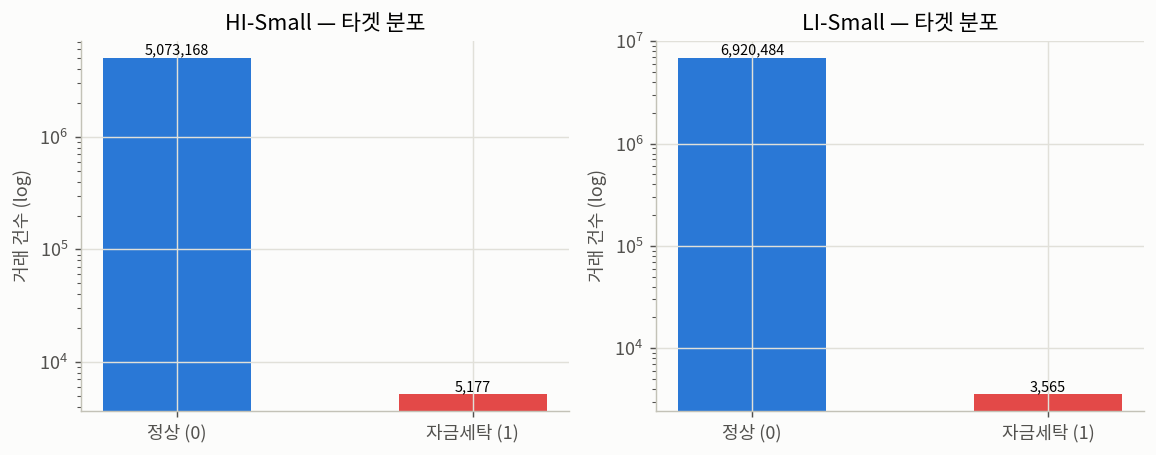 HI-Small — 타겟 분포
5,073,168
10^6
10^5
10^4
5,177
거래 건수 (log)
정상 (0)
자금세탁 (1)
LI-Small — 타겟 분포
10^7
6,920,484
10^6
10^5
10^4
3,565
거래 건수 (log)
정상 (0)
자금세탁 (1)